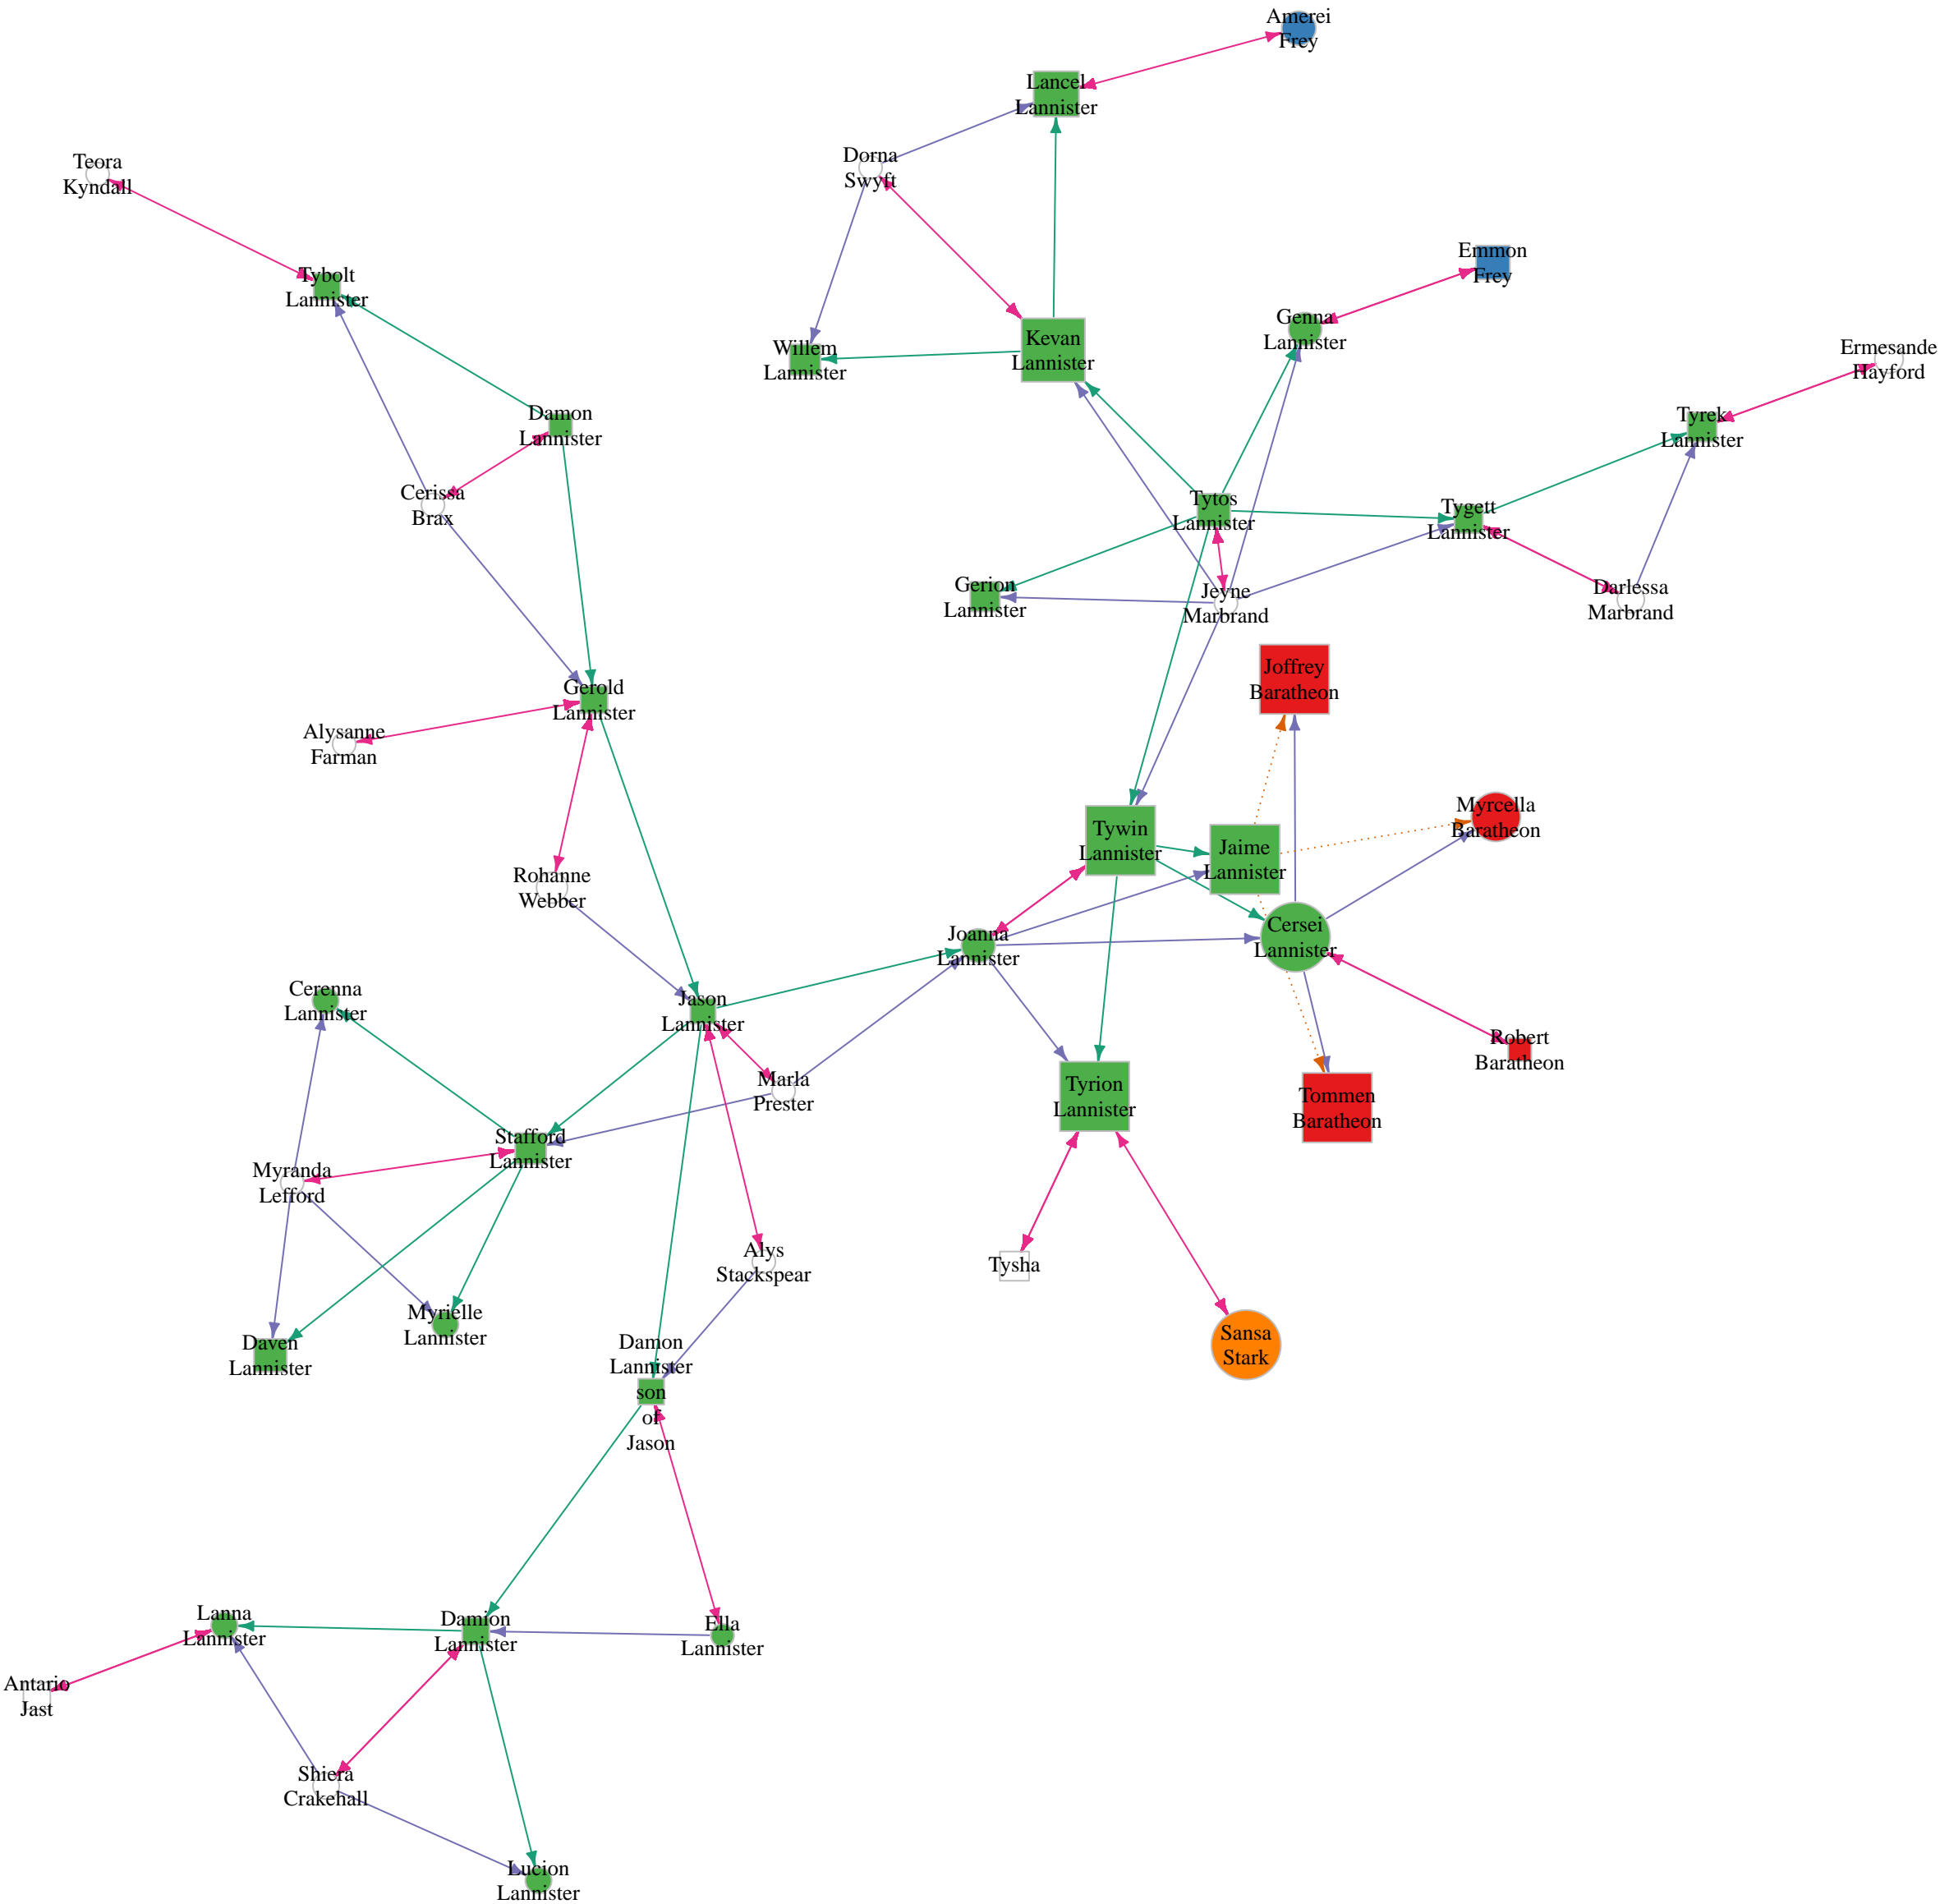 Amerei
Frey
Lancel
Lannister
Dorna
Swyft
Teora
Kyndall
Emmon
Frey
Tybolt
Lannister
Genna
Lannister
Kevan
Lannister
Willem
Lannister
Ermesande
Hayford
Damon
Lannister
Tyrek
Lannister
Cerissa
Brax
Tytos
Lannister
Tygett
Lannister
Gerion
Lannister
Jeyne
Marbrand
Darlessa
Marbrand
Joffrey
Baratheon
Gerold
Lannister
Alysanne
Farman
Myrcella
Baratheon
Tywin
Lannister
Jaime
Lannister
Rohanne
Webber
Cersei
Lannister
Joanna
Lannister
Cerenna
Lannister
Jason
Lannister
Robert
Baratheon
Marla
Prester
Tyrion
Lannister
Tommen
Baratheon
Stafford
Lannister
Myranda
Lefford
Alys
Stackspear
Tysha
Myrielle
Lannister
Sansa
Stark
Daven
Lannister
Damon
Lannister
son
of
Jason
Lanna
Lannister
Damion
Lannister
Ella
Lannister
Antario
Jast
Shiera
Crakehall
Lucion
Lannister